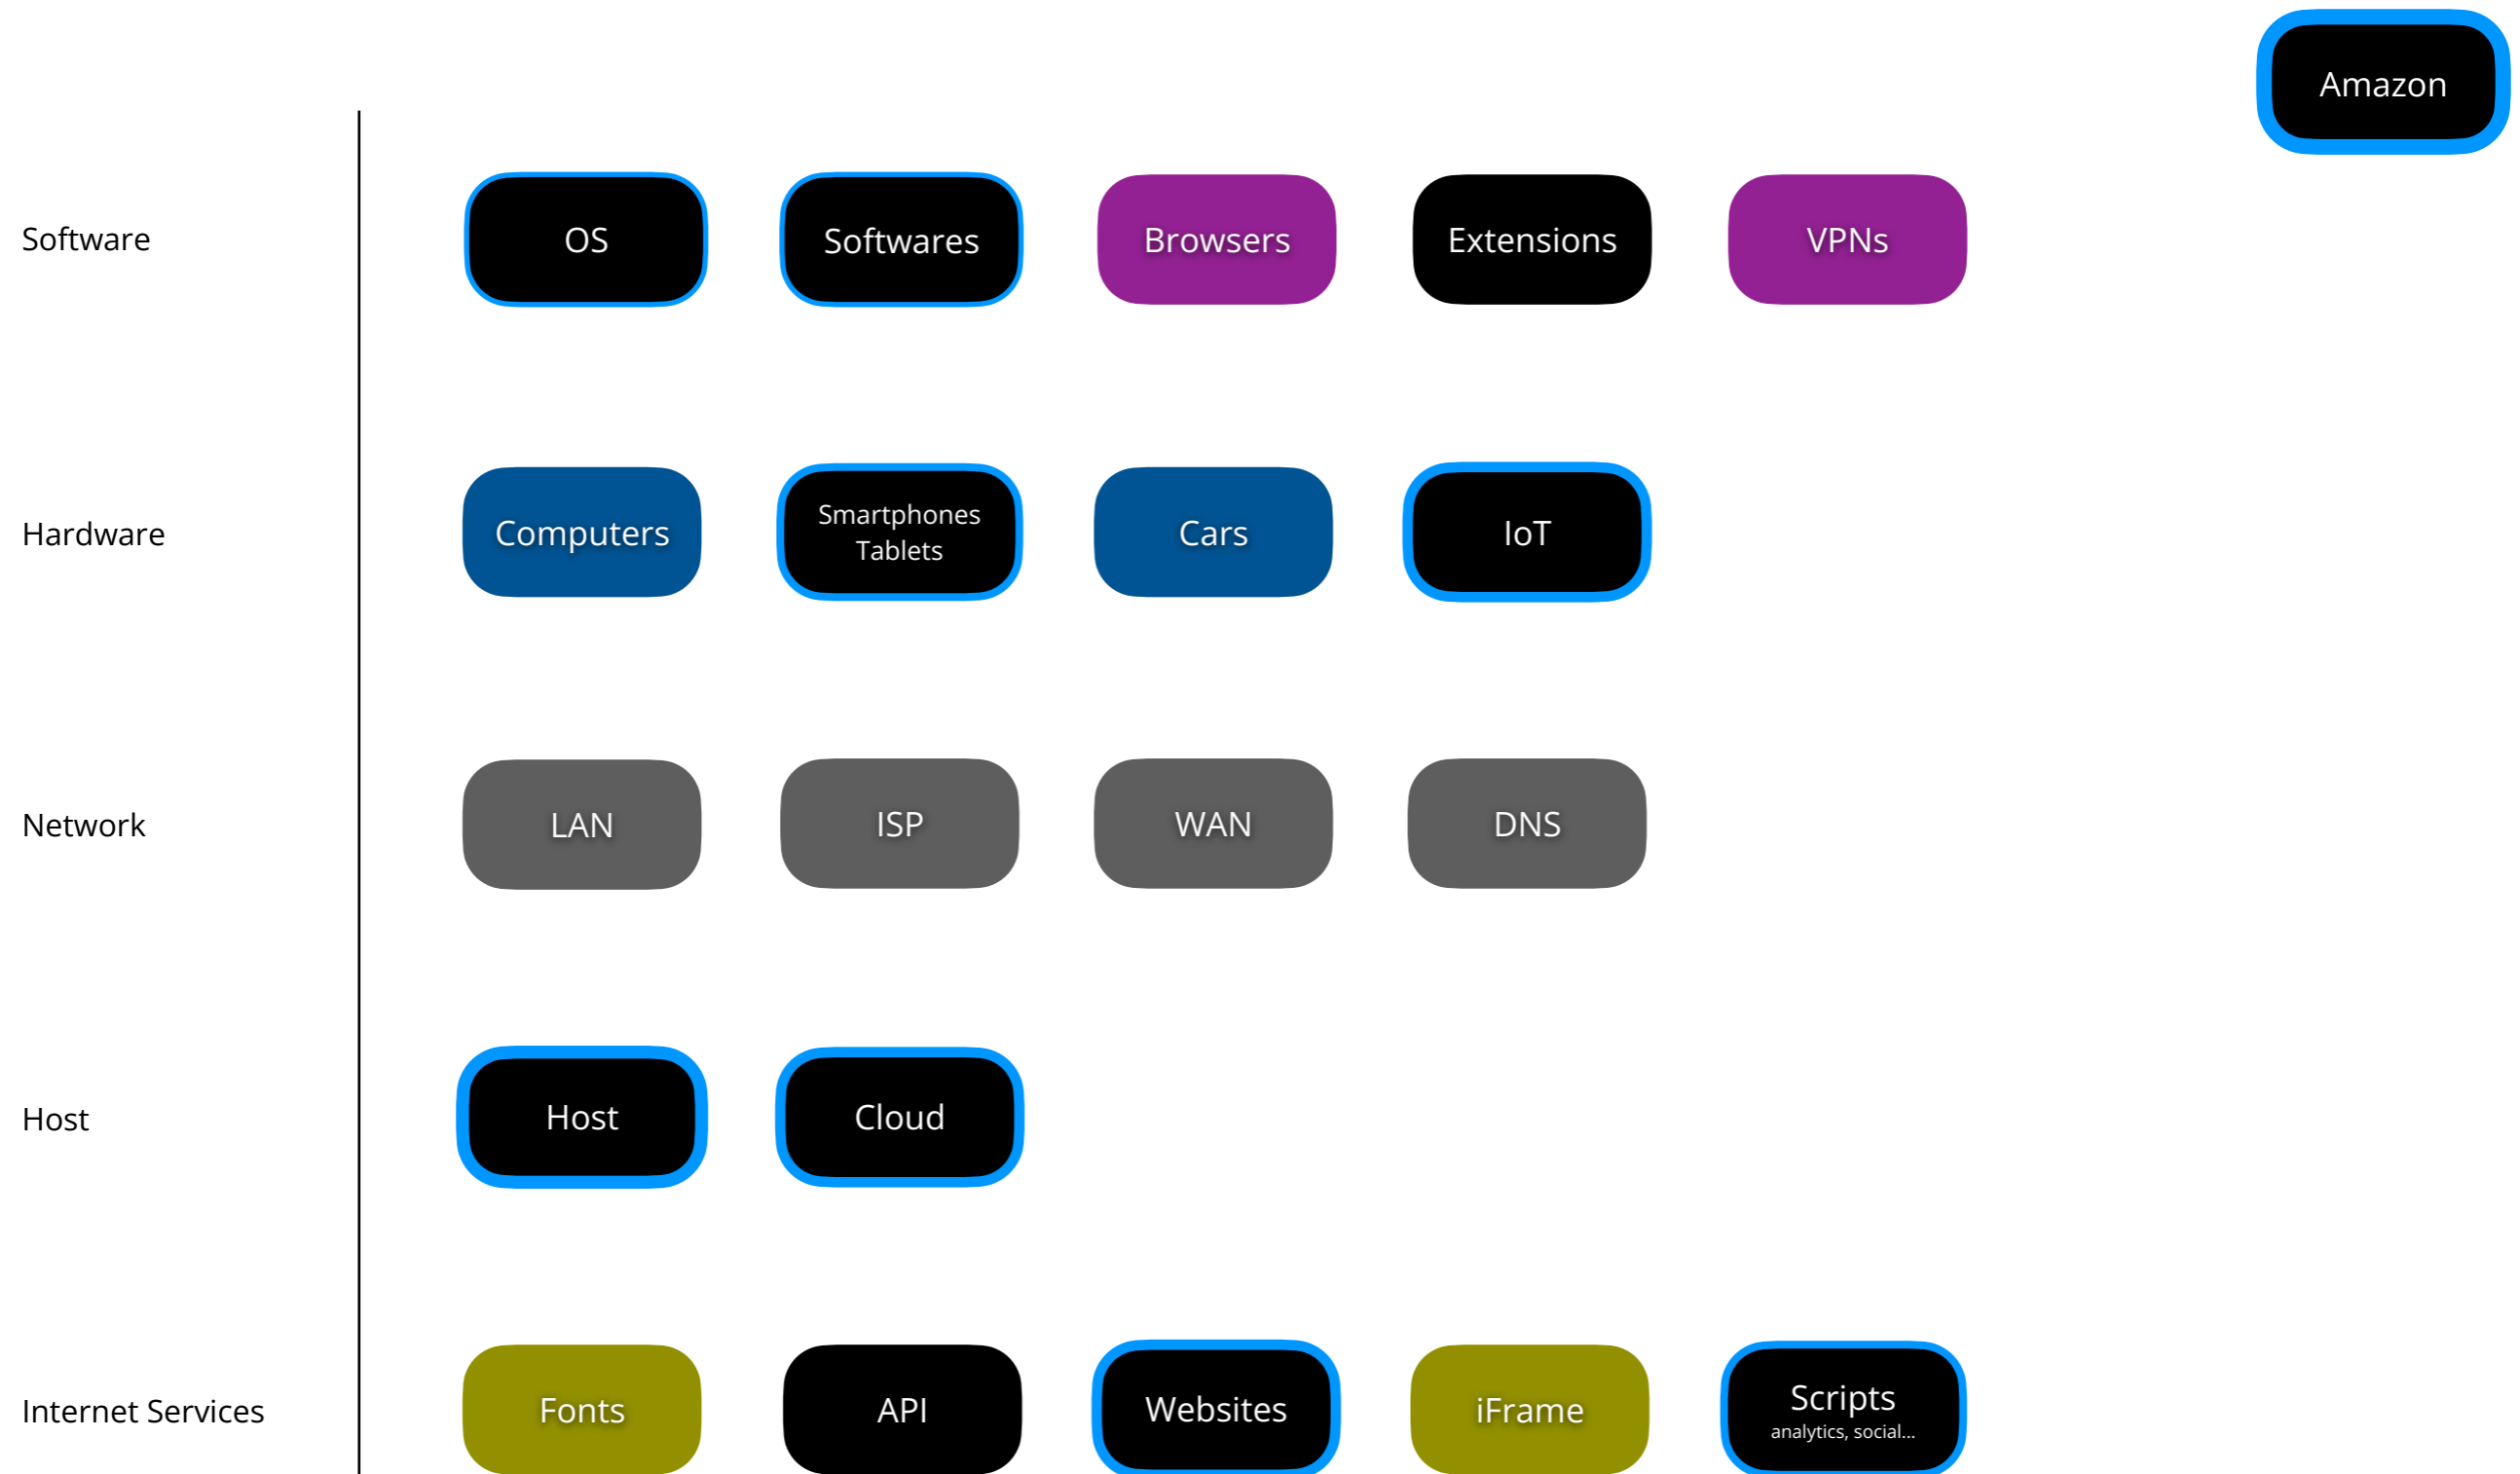 Amazon
Software
OS
Softwares
Browsers
Extensions
VPNs
Hardware
Computers
Smartphones
Tablets
Cars
IoT
Network
LAN
ISP
WAN
DNS
Host
Host
Cloud
Internet Services
Fonts
API
Websites
iFrame
Scripts
analytics, social...